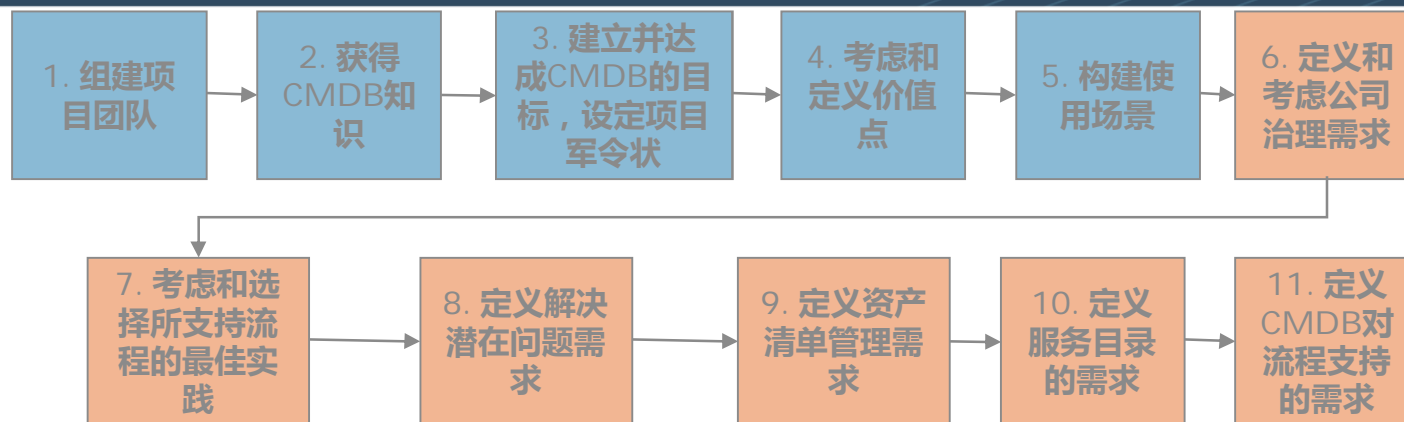 1. 组建项
目团队
2. 获得
CMDB知
识
3. 建立并达
成CMDB的目
标，设定项目
军令状
4. 考虑和
定义价值
点
5. 构建使
用场景
6. 定义和
考虑公司
治理需求
7. 考虑和选
择所支持流
程的最佳实
践
8. 定义解决
潜在问题需
求
9. 定义资产
清单管理需
求
10. 定义
服务目录
的需求
11. 定义
CMDB对
流程支持
的需求